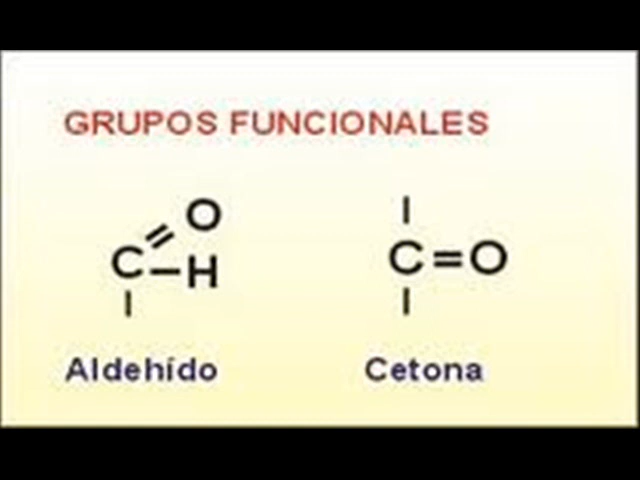 GRUPOS FUNCIONALES
O
C – H
C = O
Aldehído
Cetona